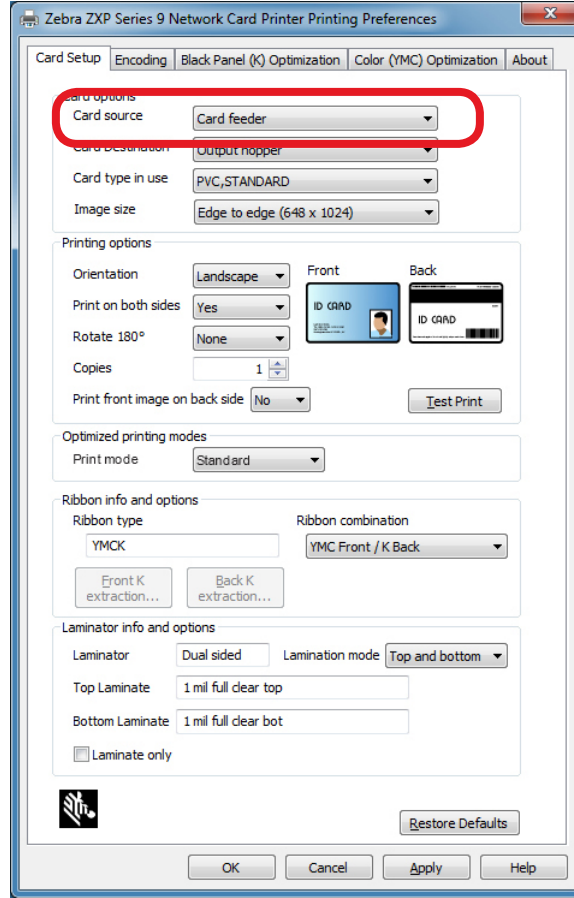 Zebra ZXP Series 9 Network Card Printer Printing Preferences
Card Setup Encoding Black Panel (K) Optimization Color (YMC) Optimization About
Card options
Card source Card feeder
Card Destination Output hopper
Card type in use PVC,STANDARD
Image size Edge to edge (648 x 1024)
Printing options
Orientation Landscape Front Back
Print on both sides Yes
ID CARD ID CARD
Rotate 180° None
Copies 1
Print front image on back side No Test Print
Optimized printing modes
Print mode Standard
Ribbon info and options
Ribbon type Ribbon combination
YMCK YMC Front / K Back
Front K extraction... Back K extraction...
Laminator info and options
Laminator Dual sided Lamination mode Top and bottom
Top Laminate 1 mil full clear top
Bottom Laminate 1 mil full clear bot
Laminate only
Restore Defaults
OK Cancel Apply Help